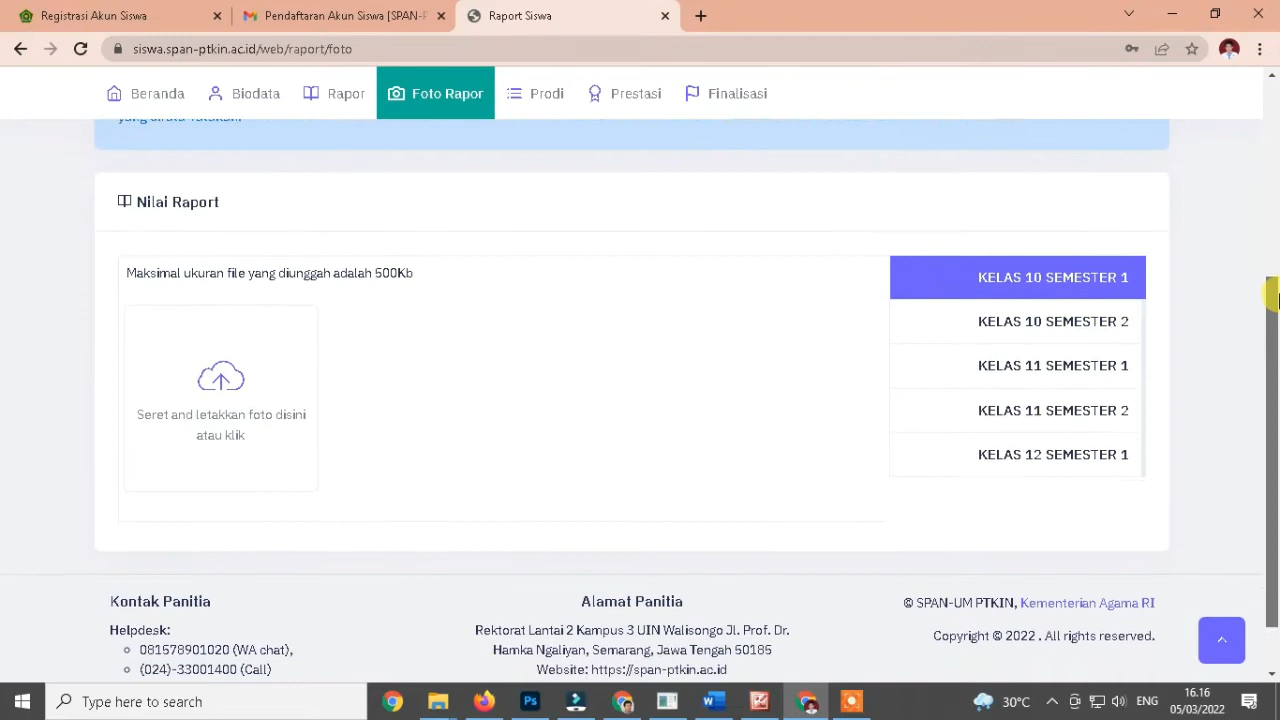 Registrasi Akun Siswa
Pendaftaran Akun Siswa [SPAN-P
Raport Siswa
siswa.span-ptkin.ac.id/web/raport/foto
Beranda
Biodata
Rapor
Foto Rapor
Prodi
Prestasi
Finalisasi
Nilai Raport
Maksimal ukuran file yang diunggah adalah 500Kb
Seret and letakkan foto disini
atau klik
KELAS 10 SEMESTER 1
KELAS 10 SEMESTER 2
KELAS 11 SEMESTER 1
KELAS 11 SEMESTER 2
KELAS 12 SEMESTER 1
Kontak Panitia
Helpdesk:
081578901020 (WA chat),
(024)-33001400 (Call)
Alamat Panitia
Rektorat Lantai 2 Kampus 3 UIN Walisongo Jl. Prof. Dr.
Hamka Ngaliyan, Semarang, Jawa Tengah 50185
Website: https://span-ptkin.ac.id
© SPAN-UM PTKIN, Kementerian Agama RI
Copyright © 2022 . All rights reserved.
Type here to search
30°C
ENG
16.16
05/03/2022